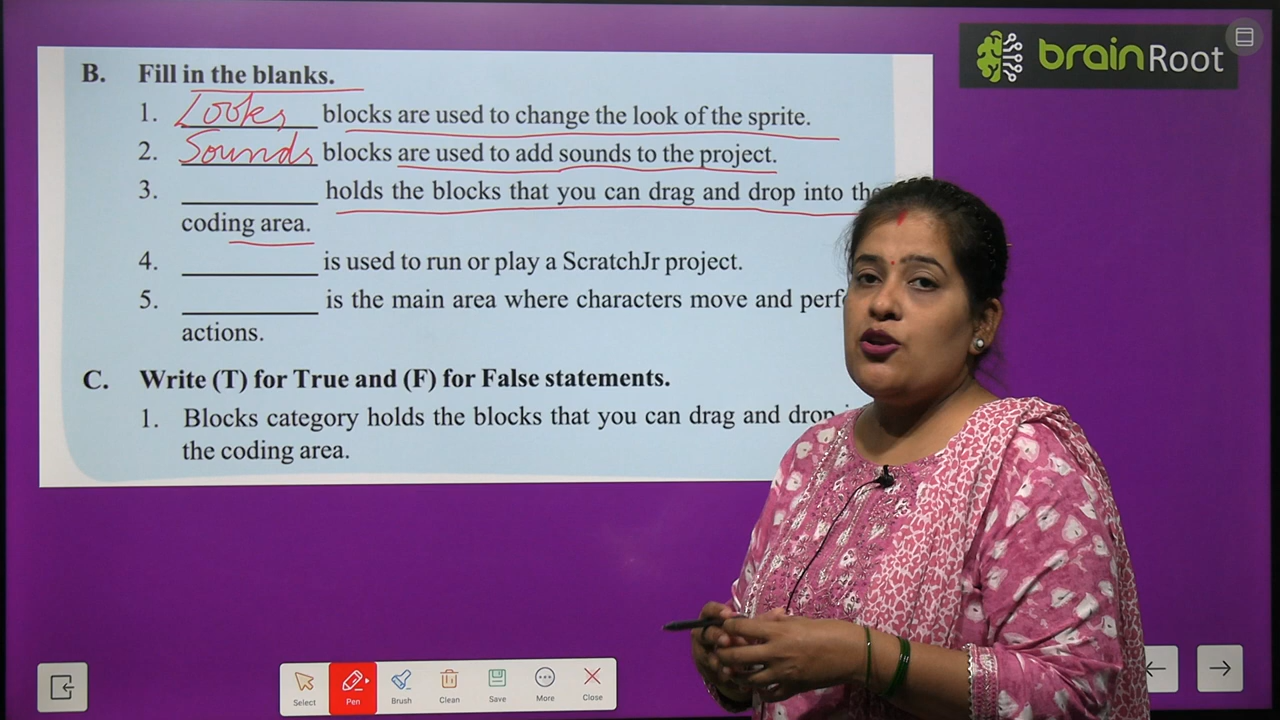 brainRoot
B. Fill in the blanks.
1. Looks blocks are used to change the look of the sprite.
2. Sounds blocks are used to add sounds to the project.
3. __________ holds the blocks that you can drag and drop into the
coding area.
4. __________ is used to run or play a ScratchJr project.
5. __________ is the main area where characters move and perf
actions.
C. Write (T) for True and (F) for False statements.
1. Blocks category holds the blocks that you can drag and drop
the coding area.
Select Pen Brush Clean Save More Close